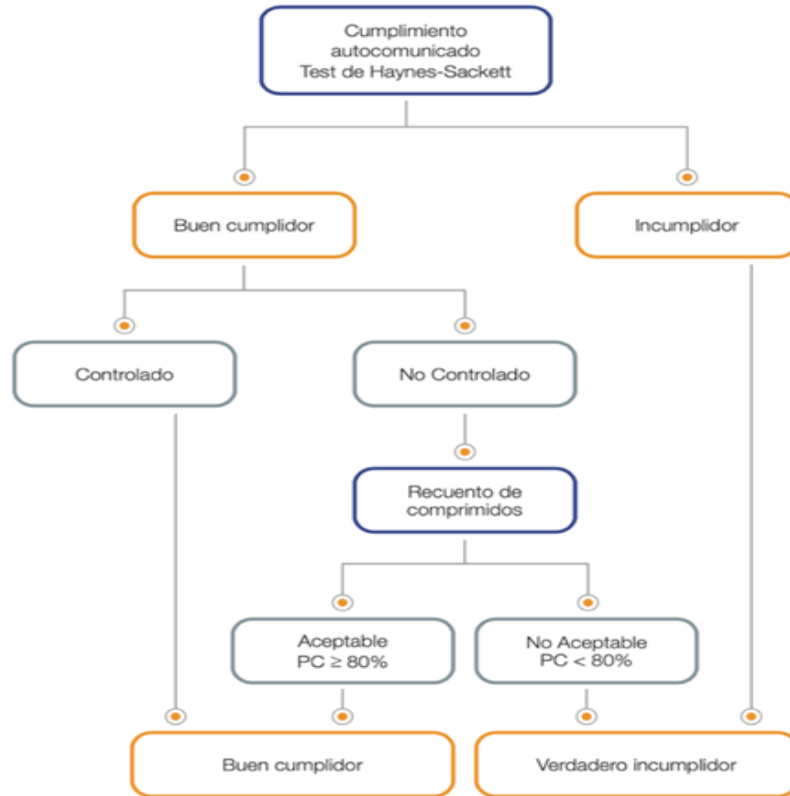 Cumplimiento
autocomunicado
Test de Haynes-Sackett
Buen cumplidor
Incumplidor
Controlado
No Controlado
Recuento de
comprimidos
Aceptable
PC ≥ 80%
No Aceptable
PC < 80%
Buen cumplidor
Verdadero incumplidor